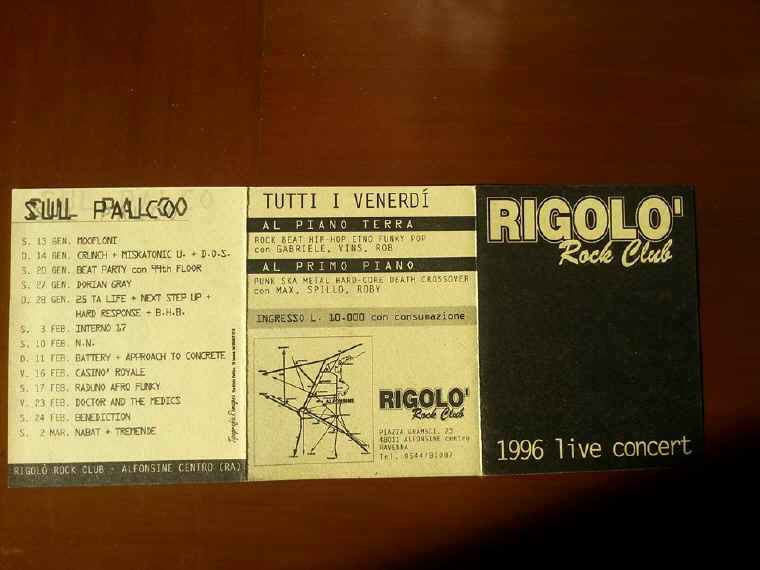 SUL PALCO
S. 13 GEN. MOOFLONI
D. 14 GEN. CRUNCH + MISKATONIC U. + D.O.S.
S. 20 GEN. BEAT PARTY con 99th FLOOR
S. 27 GEN. DORIAN GRAY
D. 28 GEN. 25 TA LIFE + NEXT STEP UP +
HARD RESPONSE + B.H.B.
S. 3 FEB. INTERNO 17
S. 10 FEB. N.N.
D. 11 FEB. BATTERY + APPROACH TO CONCRETE
V. 16 FEB. CASINO' ROYALE
S. 17 FEB. RADUNO AFRO FUNKY
V. 23 FEB. DOCTOR AND THE MEDICS
S. 24 FEB. BENEDICTION
S. 2 MAR. NABAT + TREMENDE
RIGOLÒ ROCK CLUB - ALFONSINE CENTRO (RA)
TUTTI I VENERDÍ
AL PIANO TERRA
ROCK BEAT HIP-HOP ETNO FUNKY POP
con GABRIELE, VINS, ROB
AL PRIMO PIANO
PUNK SKA METAL HARD-CORE DEATH CROSSOVER
con MAX, SPILLO, ROBY
INGRESSO L. 10.000 con consumazione
ALFONSINE
RIGOLO'
Rock Club
PIAZZA GRAMSCI, 
48011 ALFONSINE centro
RAVENNA
Tel. 0544/
RIGOLO'
Rock Club
1996 live concert